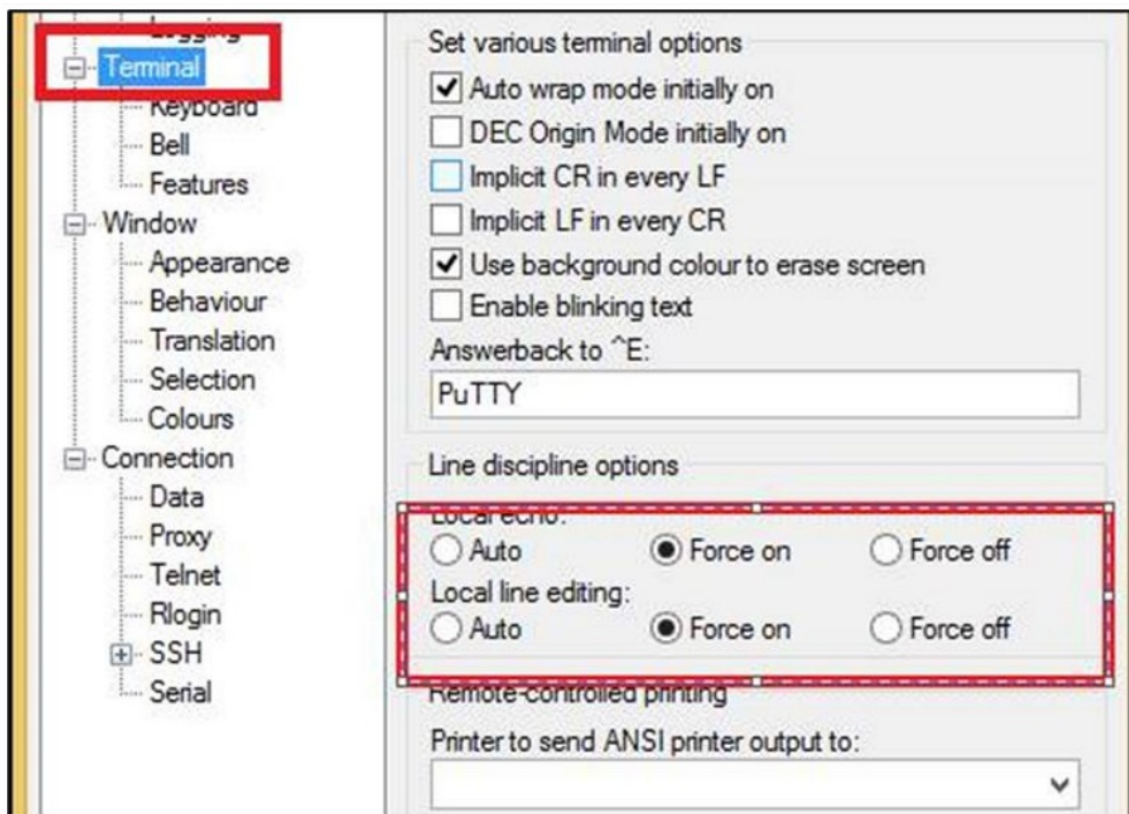 Logging
Terminal
Keyboard
Bell
Features
Window
Appearance
Behaviour
Translation
Selection
Colours
Connection
Data
Proxy
Telnet
Rlogin
SSH
Serial
Set various terminal options
Auto wrap mode initially on
DEC Origin Mode initially on
Implicit CR in every LF
Implicit LF in every CR
Use background colour to erase screen
Enable blinking text
Answerback to ^E:
PuTTY
Line discipline options
Local echo:
Auto Force on Force off
Local line editing:
Auto Force on Force off
Remote-controlled printing
Printer to send ANSI printer output to: